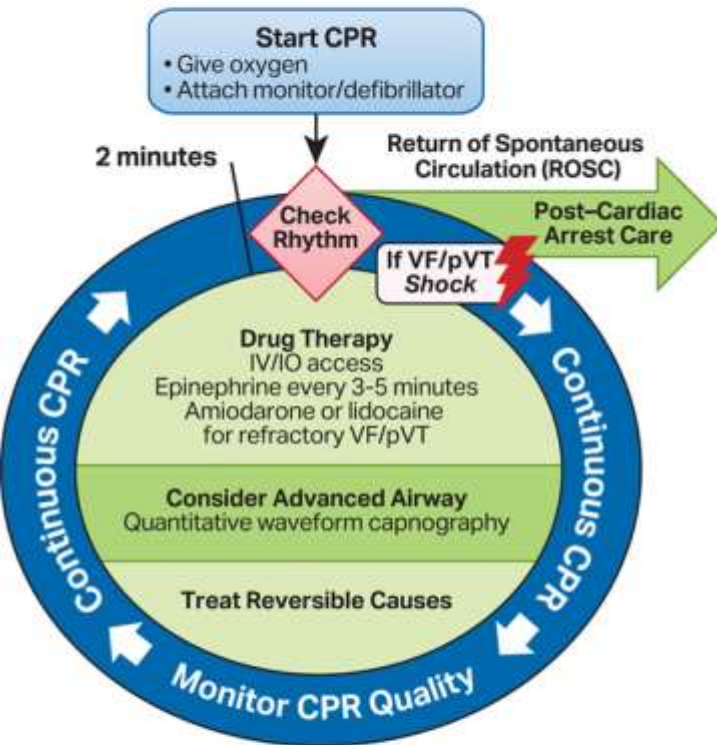 Start CPR
• Give oxygen
• Attach monitor/defibrillator
2 minutes
Return of Spontaneous
Circulation (ROSC)
Check
Rhythm
Post–Cardiac
Arrest Care
If VF/pVT
Shock
Drug Therapy
IV/IO access
Epinephrine every 3-5 minutes
Amiodarone or lidocaine
for refractory VF/pVT
Consider Advanced Airway
Quantitative waveform capnography
Treat Reversible Causes
Continuous CPR
Continuous CPR
Monitor CPR Quality